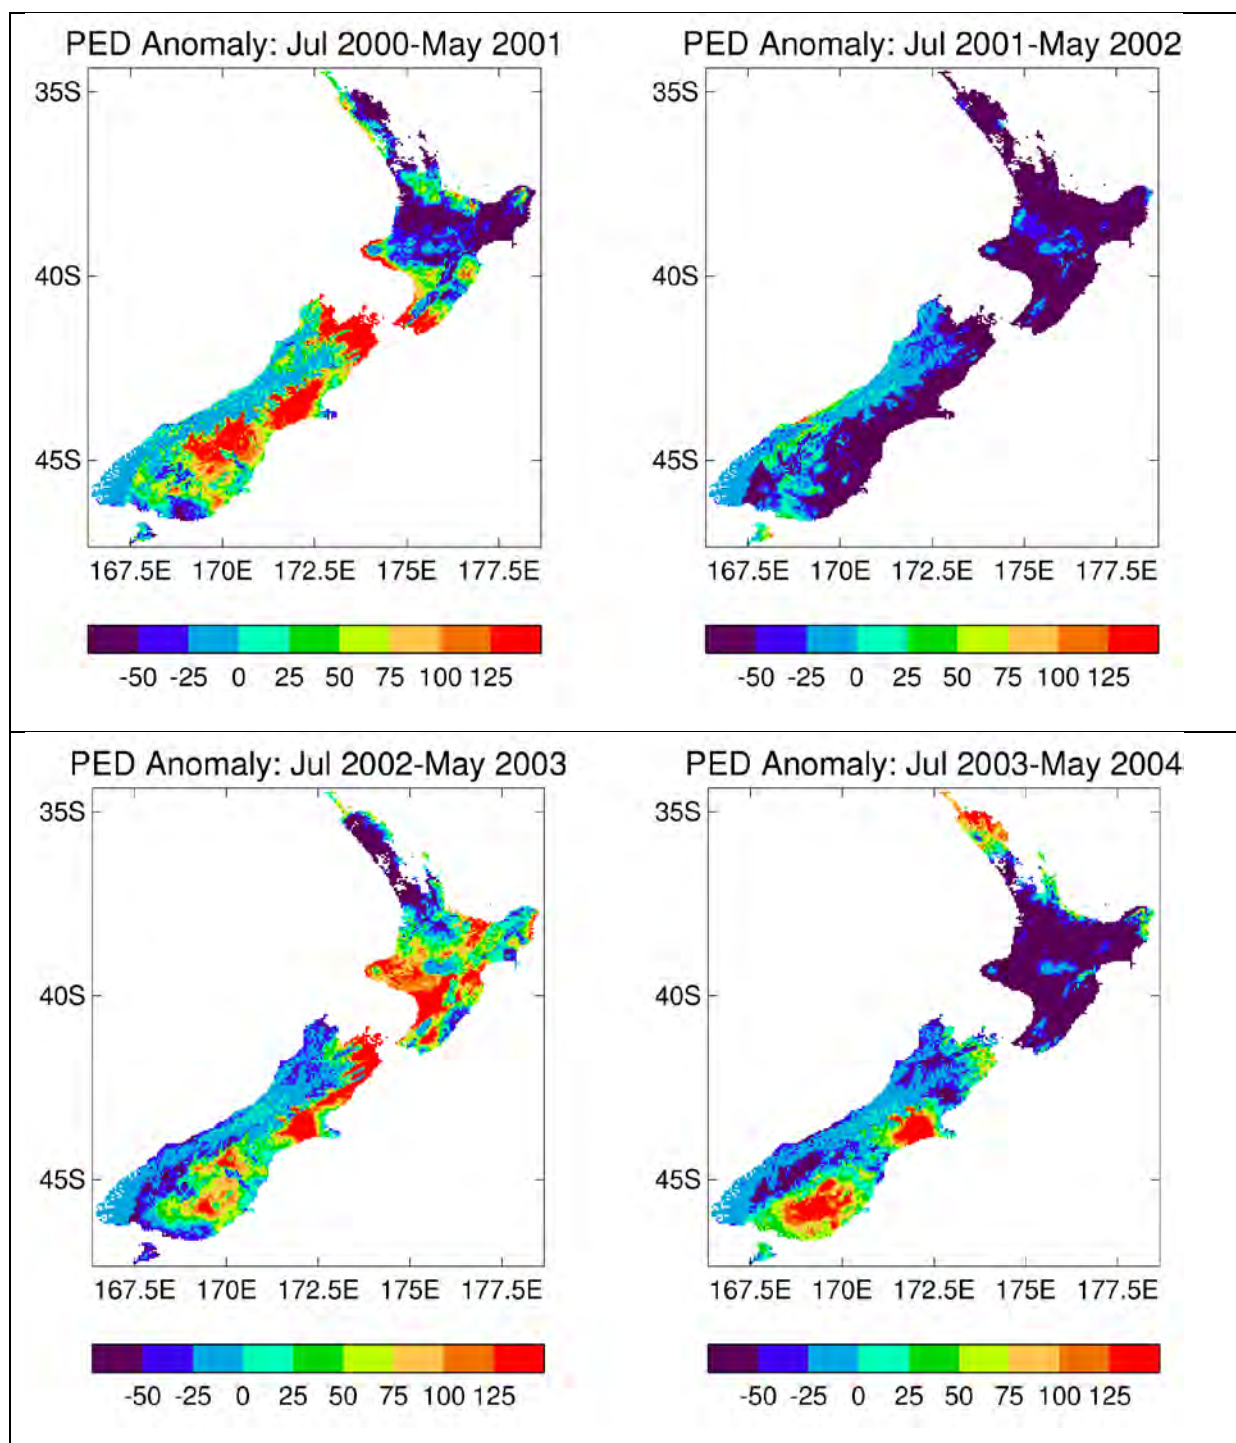 PED Anomaly: Jul 2000-May 2001
35S
40S
45S
167.5E 170E 172.5E 175E 177.5E
-50 -25 0 25 50 75 100 125
PED Anomaly: Jul 2001-May 2002
35S
40S
45S
167.5E 170E 172.5E 175E 177.5E
-50 -25 0 25 50 75 100 125
PED Anomaly: Jul 2002-May 2003
35S
40S
45S
167.5E 170E 172.5E 175E 177.5E
-50 -25 0 25 50 75 100 125
PED Anomaly: Jul 2003-May 2004
35S
40S
45S
167.5E 170E 172.5E 175E 177.5E
-50 -25 0 25 50 75 100 125